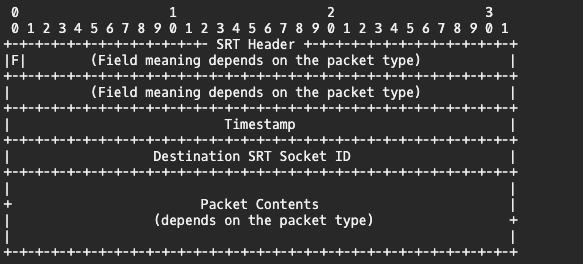 0                   1                   2                   3
 0 1 2 3 4 5 6 7 8 9 0 1 2 3 4 5 6 7 8 9 0 1 2 3 4 5 6 7 8 9 0 1
+-+-+-+-+-+-+-+-+-+-+-+-+- SRT Header +-+-+-+-+-+-+-+-+-+-+-+-+-+
|F|        (Field meaning depends on the packet type)           |
+-+-+-+-+-+-+-+-+-+-+-+-+-+-+-+-+-+-+-+-+-+-+-+-+-+-+-+-+-+-+-+-+
|          (Field meaning depends on the packet type)           |
+-+-+-+-+-+-+-+-+-+-+-+-+-+-+-+-+-+-+-+-+-+-+-+-+-+-+-+-+-+-+-+-+
|                           Timestamp                           |
+-+-+-+-+-+-+-+-+-+-+-+-+-+-+-+-+-+-+-+-+-+-+-+-+-+-+-+-+-+-+-+-+
|                  Destination SRT Socket ID                    |
+-+-+-+-+-+-+-+-+-+-+-+-+-+-+-+-+-+-+-+-+-+-+-+-+-+-+-+-+-+-+-+-+
|                                                               |
+                        Packet Contents                        |
|                  (depends on the packet type)                 +
|                                                               |
+-+-+-+-+-+-+-+-+-+-+-+-+-+-+-+-+-+-+-+-+-+-+-+-+-+-+-+-+-+-+-+-+